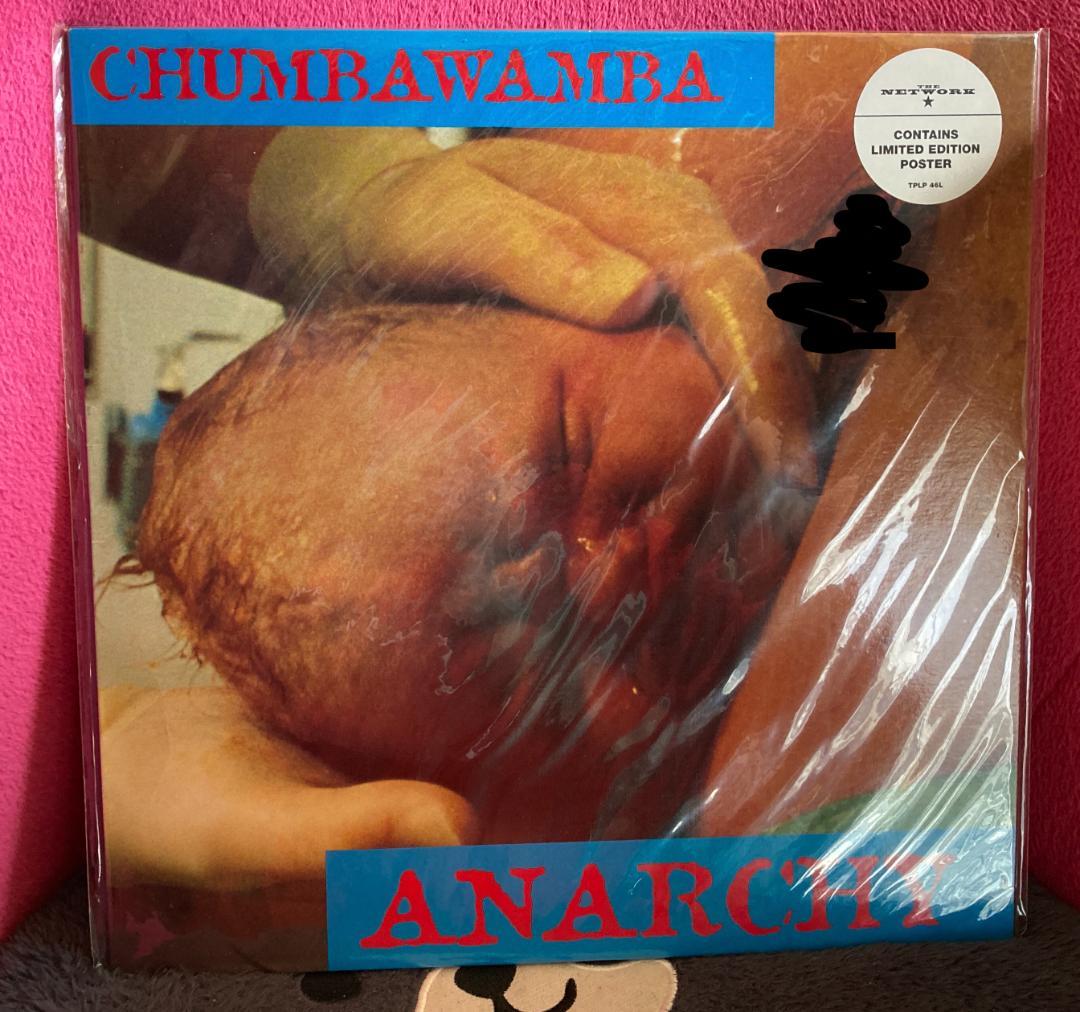 CHUMBAWAMBA
THE
NETWORK
CONTAINS
LIMITED EDITION
POSTER
TPLP 46L
ANARCHY